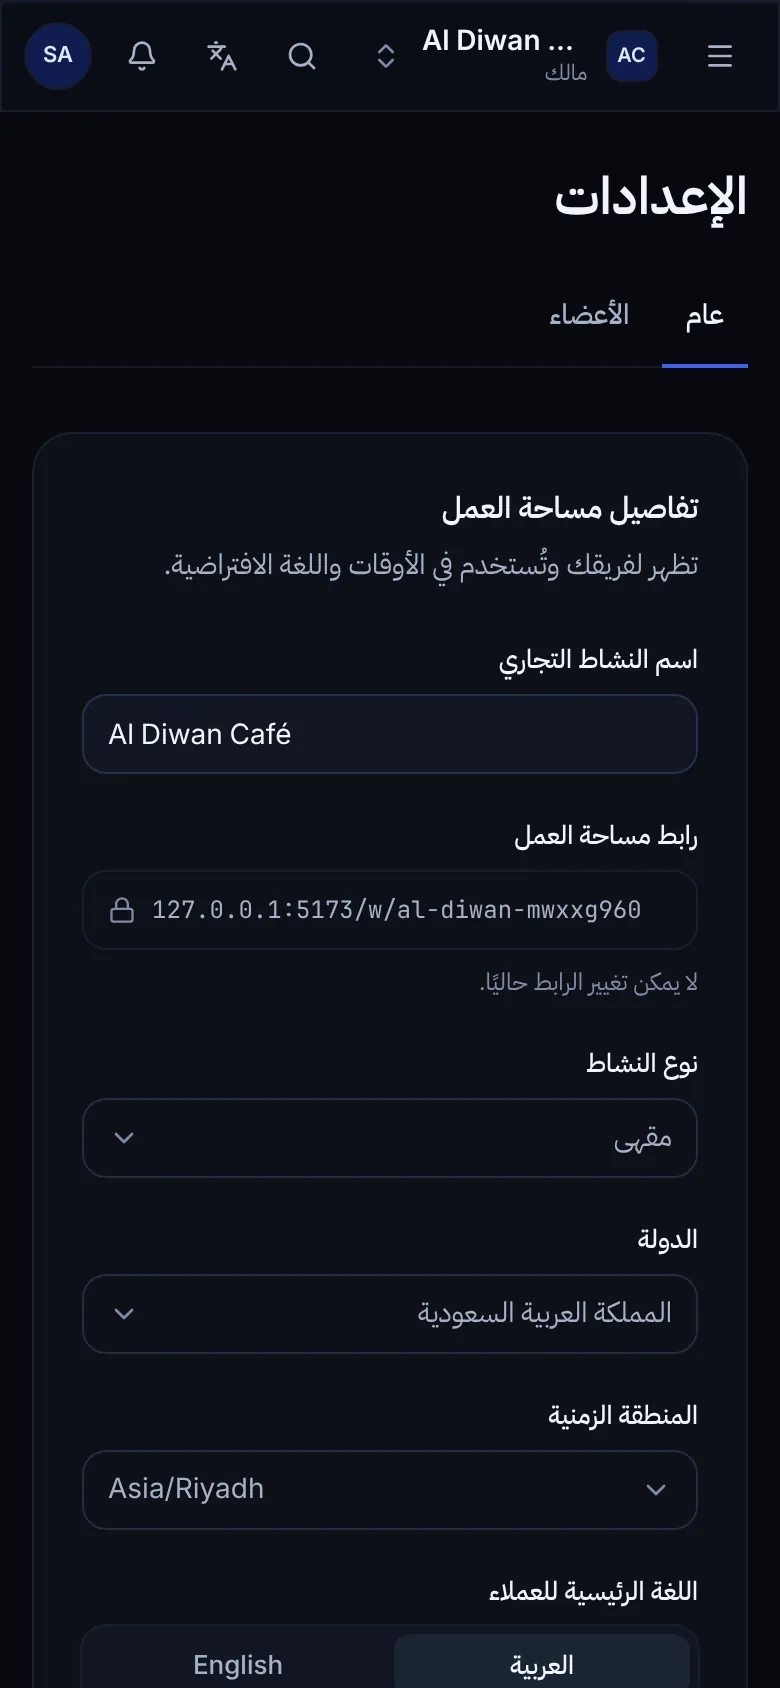 AC
Al Diwan ...
مالك
SA
الإعدادات
عام
الأعضاء
تفاصيل مساحة العمل
تظهر لفريقك وتُستخدم في الأوقات واللغة الافتراضية.
اسم النشاط التجاري
Al Diwan Café
رابط مساحة العمل
127.0.0.1:5173/w/al-diwan-mwxxg960
لا يمكن تغيير الرابط حاليًا.
نوع النشاط
مقهى
الدولة
المملكة العربية السعودية
المنطقة الزمنية
Asia/Riyadh
اللغة الرئيسية للعملاء
العربية
English